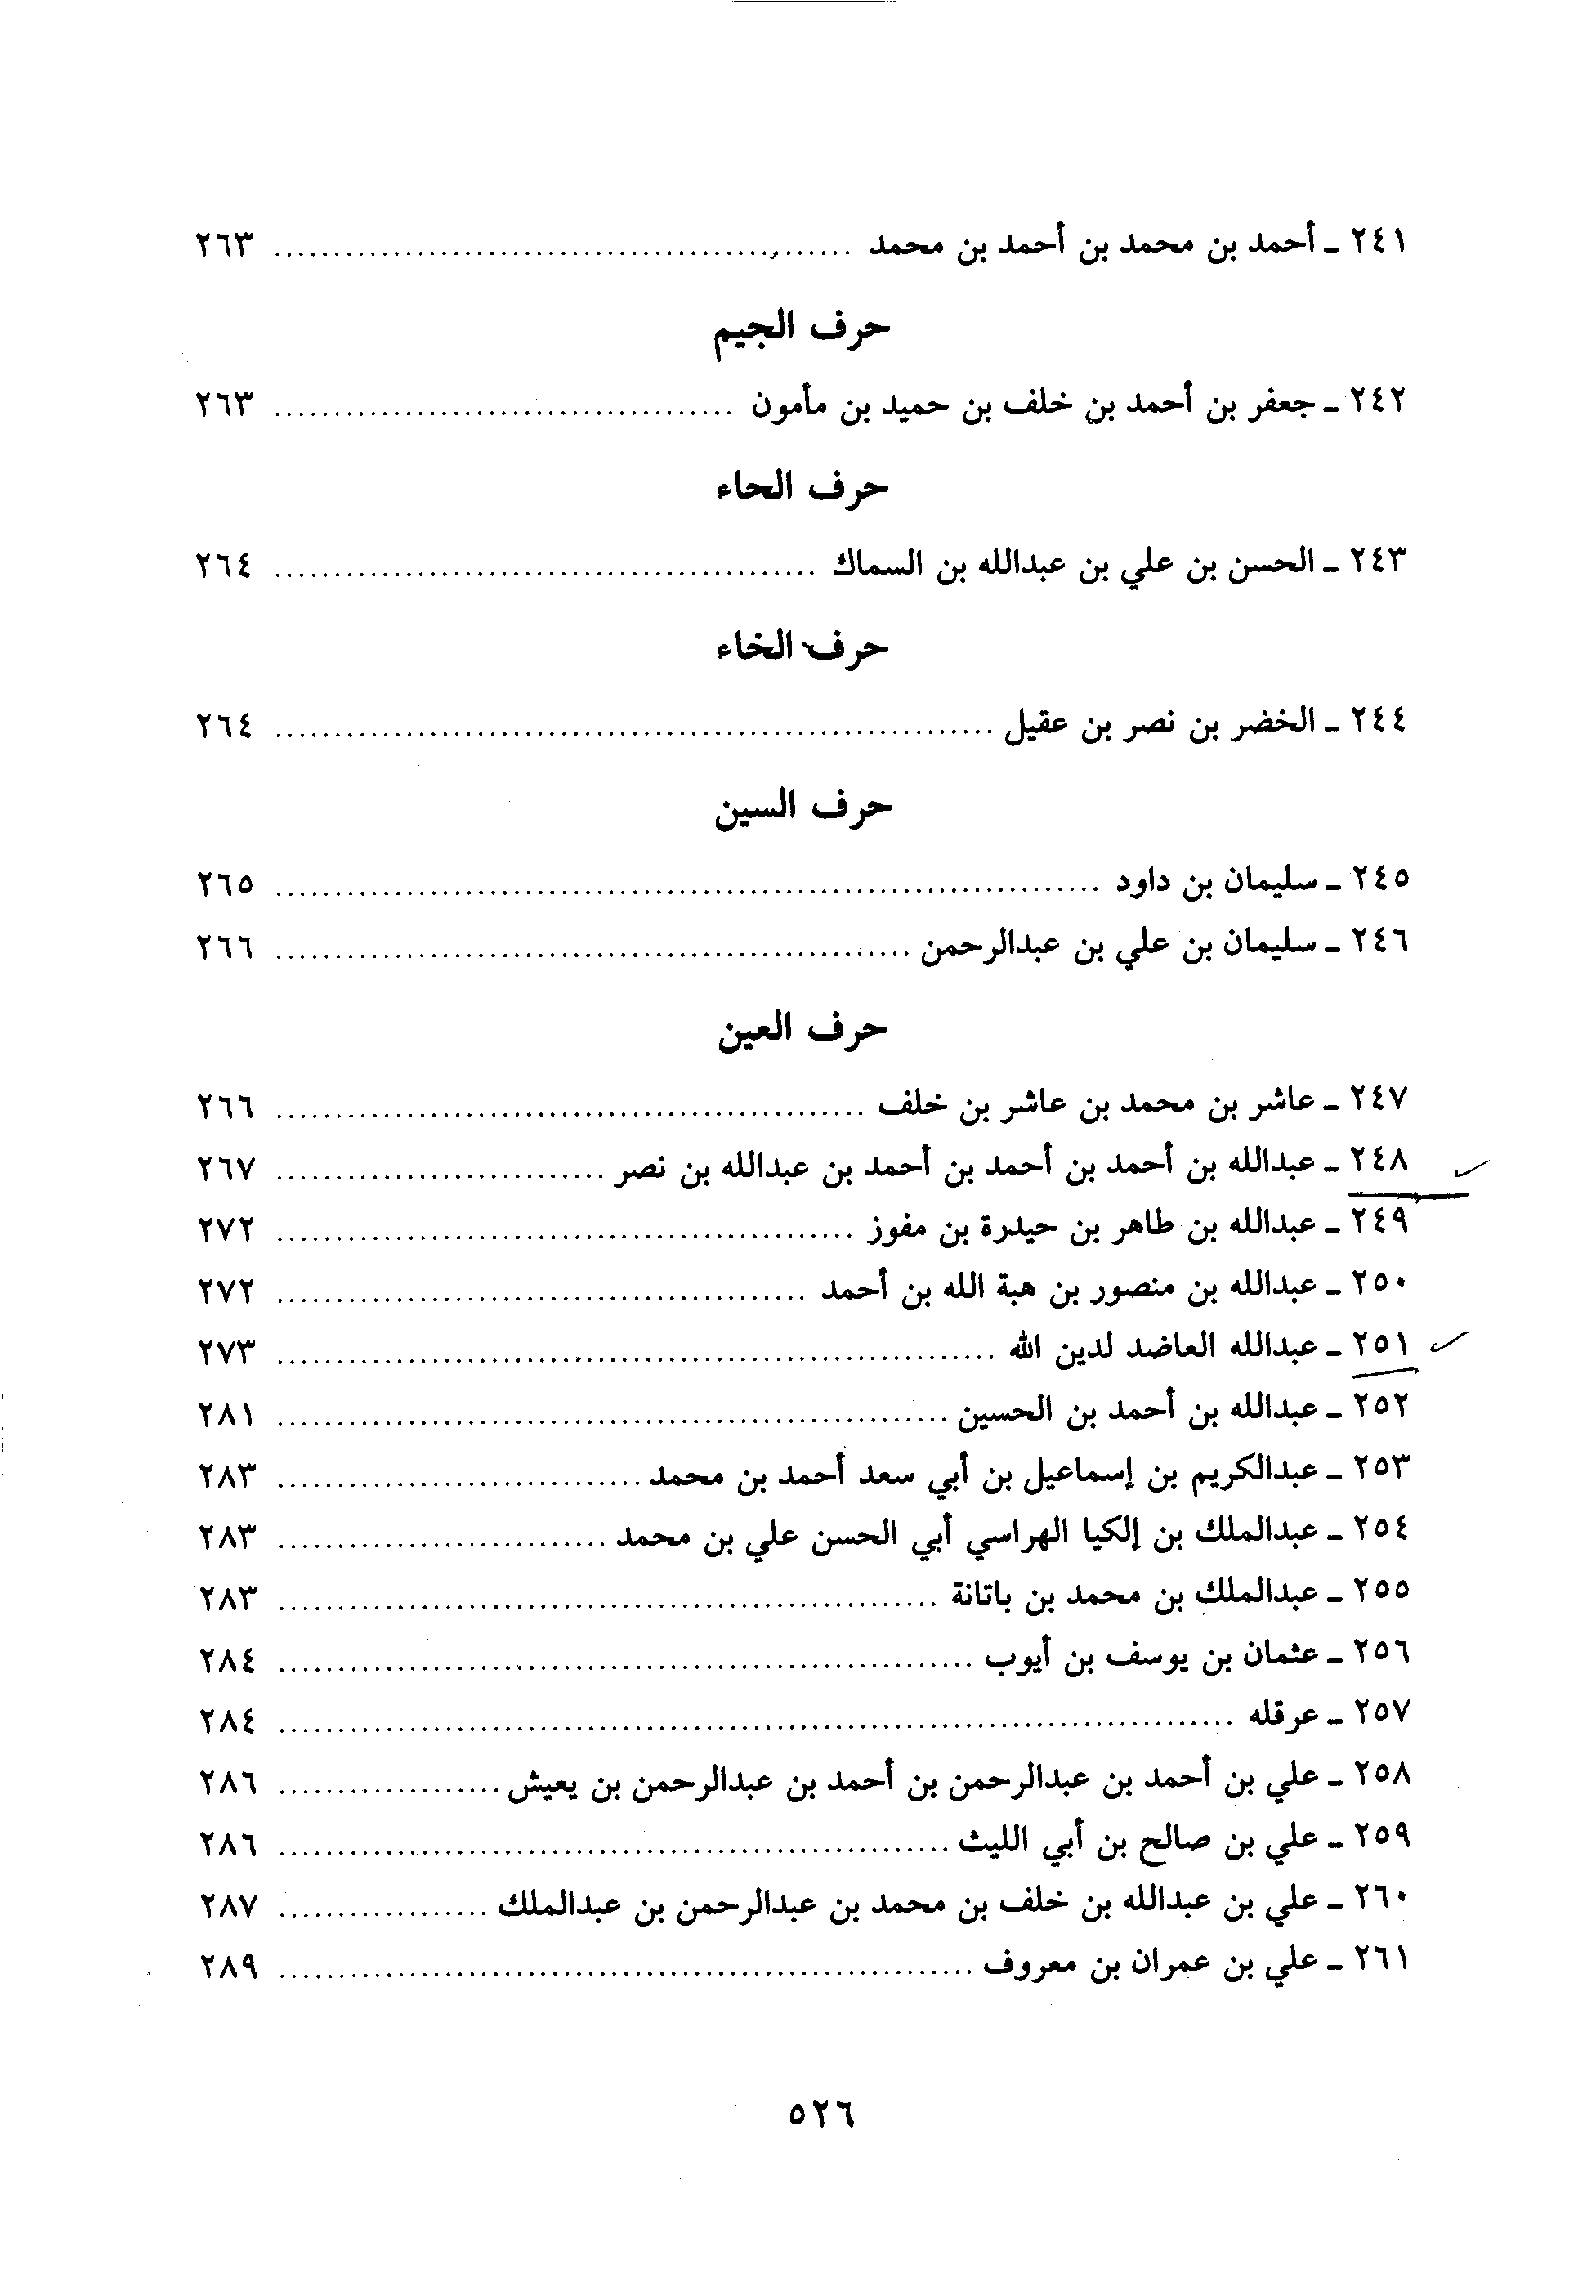 ٢٤١ ـ أحمد بن محمد بن أحمد بن محمد ........ ٢٦٣
حرف الجيم
٢٤٢ ـ جعفر بن أحمد بن خلف بن حميد بن مأمون ........ ٢٦٣
حرف الحاء
٢٤٣ ـ الحسن بن علي بن عبدالله بن السماك ........ ٢٦٤
حرف الخاء
٢٤٤ ـ الخضر بن نصر بن عقيل ........ ٢٦٤
حرف السين
٢٤٥ ـ سليمان بن داود ........ ٢٦٥
٢٤٦ ـ سليمان بن علي بن عبدالرحمن ........ ٢٦٦
حرف العين
٢٤٧ ـ عاشر بن محمد بن عاشر بن خلف ........ ٢٦٦
٢٤٨ ـ عبدالله بن أحمد بن أحمد بن أحمد بن عبدالله بن نصر ........ ٢٦٧
٢٤٩ ـ عبدالله بن طاهر بن حيدرة بن مفوز ........ ٢٧٢
٢٥٠ ـ عبدالله بن منصور بن هبة الله بن أحمد ........ ٢٧٢
٢٥١ ـ عبدالله العاضد لدين الله ........ ٢٧٣
٢٥٢ ـ عبدالله بن أحمد بن الحسين ........ ٢٨١
٢٥٣ ـ عبدالكريم بن إسماعيل بن أبي سعد أحمد بن محمد ........ ٢٨٣
٢٥٤ ـ عبدالملك بن إلكيا الهراسي أبي الحسن علي بن محمد ........ ٢٨٣
٢٥٥ ـ عبدالملك بن محمد بن باتانة ........ ٢٨٣
٢٥٦ ـ عثمان بن يوسف بن أيوب ........ ٢٨٤
٢٥٧ ـ عرقله ........ ٢٨٤
٢٥٨ ـ علي بن أحمد بن عبدالرحمن بن أحمد بن عبدالرحمن بن يعيش ........ ٢٨٦
٢٥٩ ـ علي بن صالح بن أبي الليث ........ ٢٨٦
٢٦٠ ـ علي بن عبدالله بن خلف بن محمد بن عبدالرحمن بن عبدالملك ........ ٢٨٧
٢٦١ ـ علي بن عمران بن معروف ........ ٢٨٩
٥٢٦